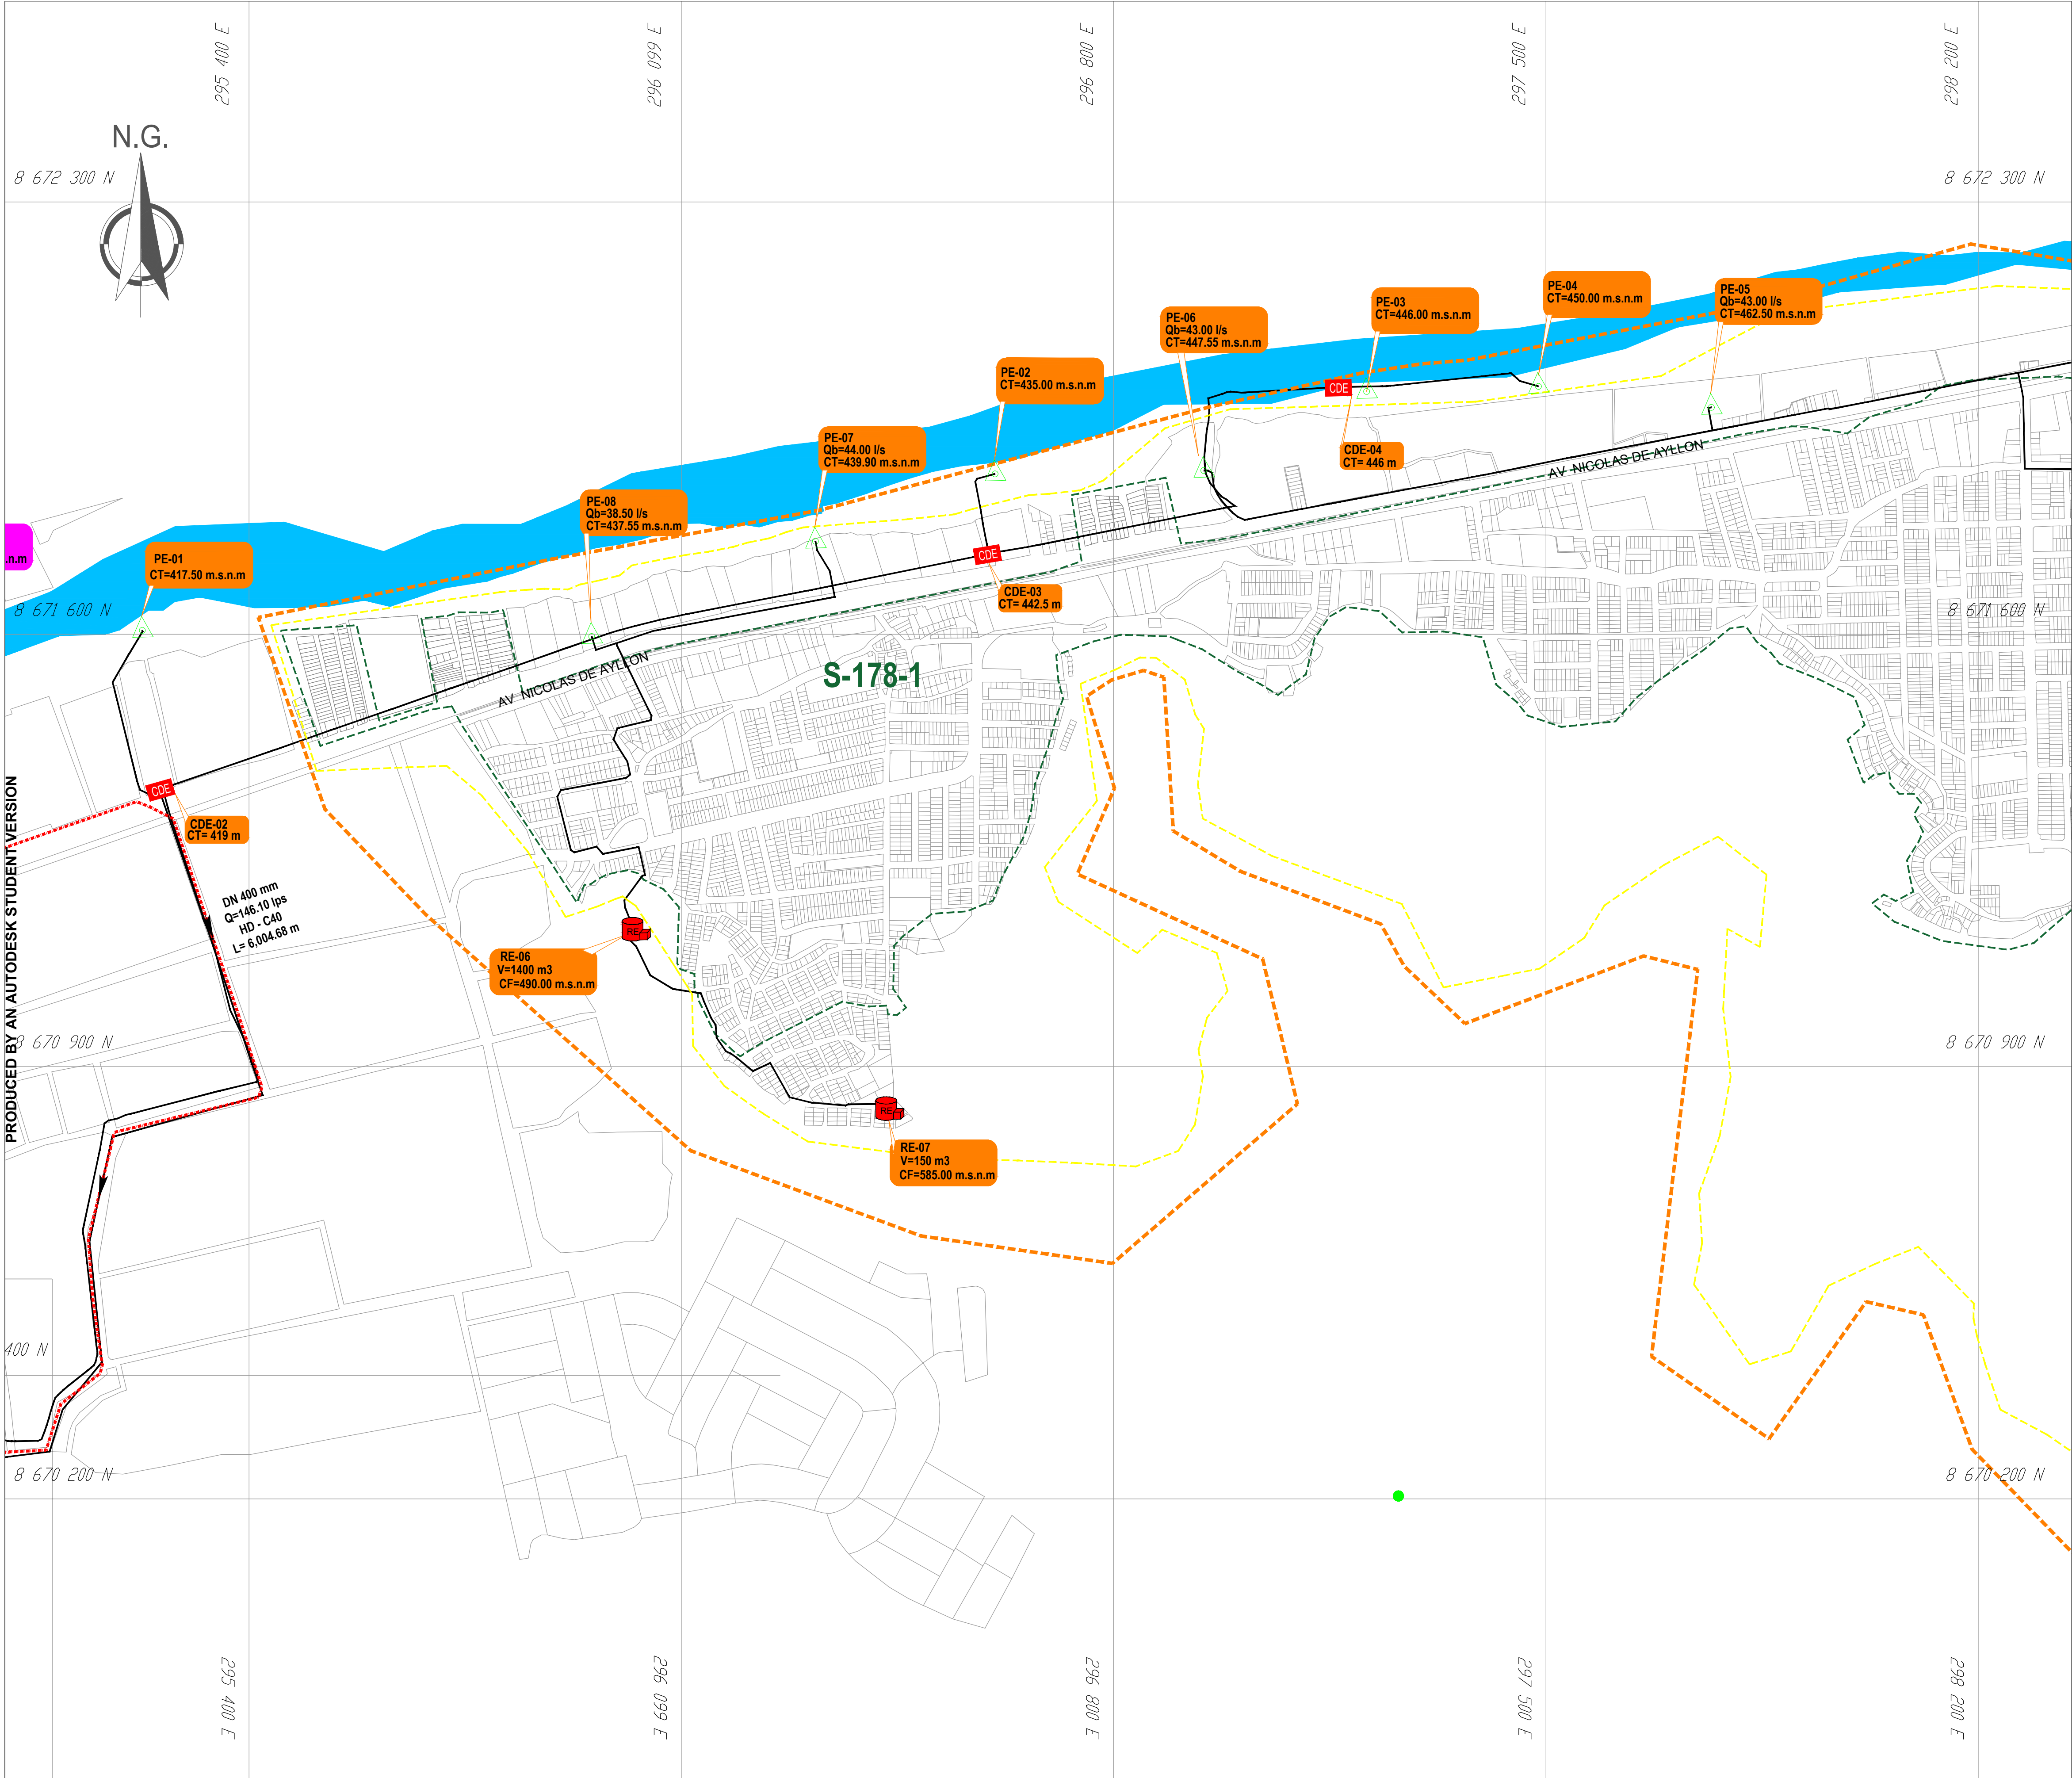 295 400 E
296 099 E
296 800 E
297 500 E
298 200 E
N.G.
8 672 300 N
8 672 300 N
PE-04
CT=450.00 m.s.n.m
PE-05
Qb=43.00 l/s
CT=462.50 m.s.n.m
PE-03
CT=446.00 m.s.n.m
PE-06
Qb=43.00 l/s
CT=447.55 m.s.n.m
PE-02
CT=435.00 m.s.n.m
CDE
PE-07
Qb=44.00 l/s
CT=439.90 m.s.n.m
CDE-04
CT= 446 m
AV NICOLAS DE AYLLON
PE-08
Qb=38.50 l/s
CT=437.55 m.s.n.m
.n.m
PE-01
CT=417.50 m.s.n.m
CDE
CDE-03
CT= 442.5 m
8 671 600 N
8 671 600 N
AV NICOLAS DE AYLLON
S-178-1
CDE
CDE-02
CT= 419 m
DN 400 mm
Q=146.10 lps
HD - C40
L= 6,004.68 m
RE
RE-06
V=1400 m3
CF=490.00 m.s.n.m
PRODUCED BY AN AUTODESK STUDENT VERSION
8 670 900 N
8 670 900 N
RE
RE-07
V=150 m3
CF=585.00 m.s.n.m
400 N
8 670 200 N
8 670 200 N
295 400 E
296 099 E
296 800 E
297 500 E
298 200 E